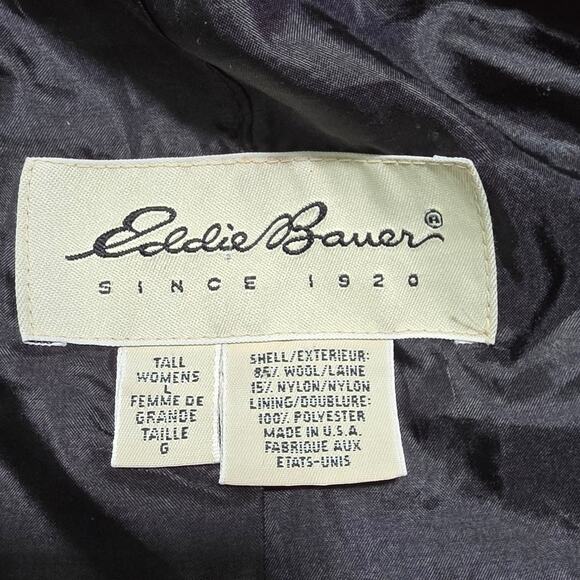 Eddie Bauer®
SINCE 1920
TALL
WOMENS
L
FEMME DE
GRANDE
TAILLE
G
SHELL/EXTERIEUR:
85% WOOL/LAINE
15% NYLON/NYLON
LINING/DOUBLURE:
100% POLYESTER
MADE IN U.S.A.
FABRIQUE AUX
ETATS-UNIS